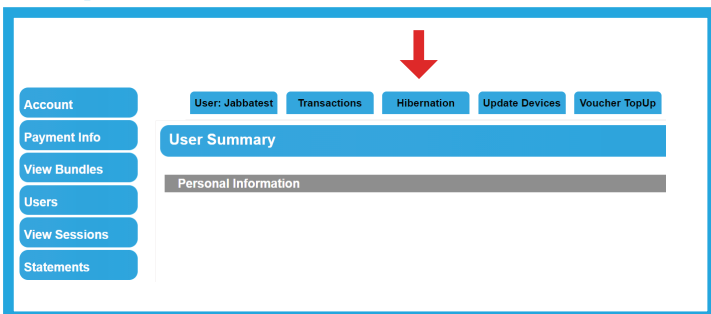 Account
Payment Info
View Bundles
Users
View Sessions
Statements
User: Jabbatest
Transactions
Hibernation
Update Devices
Voucher TopUp
User Summary
Personal Information